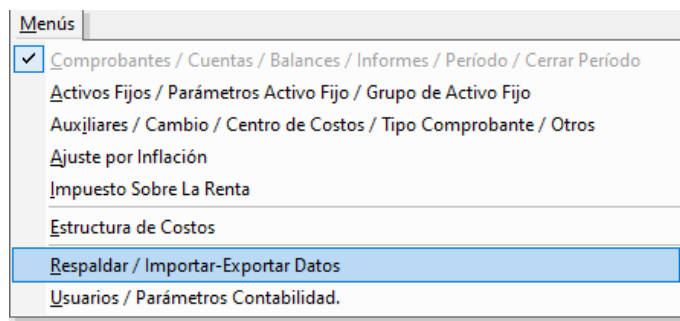 Menús
Comprobantes / Cuentas / Balances / Informes / Período / Cerrar Período
Activos Fijos / Parámetros Activo Fijo / Grupo de Activo Fijo
Auxiliares / Cambio / Centro de Costos / Tipo Comprobante / Otros
Ajuste por Inflación
Impuesto Sobre La Renta
Estructura de Costos
Respaldar / Importar-Exportar Datos
Usuarios / Parámetros Contabilidad.